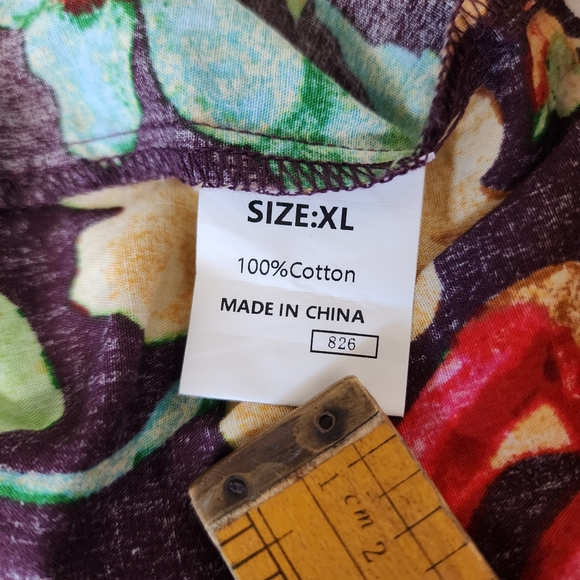 SIZE:XL
100%Cotton
MADE IN CHINA
826
1 cm 2